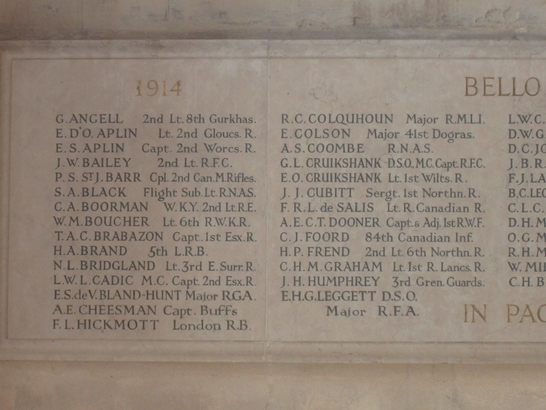 1914
G. ANGELL 2nd Lt. 8th Gurkhas.
E. D'O. APLIN Lt. 2nd Gloucs. R.
E. S. APLIN Capt. 2nd Worcs. R.
J. W. BAILEY 2nd Lt. R.F.C.
P. S. ST J. BARR Cpl. 2nd Can. M. Rifles.
S. A. BLACK Flight Sub. Lt. R.N.A.S.
C. A. BOORMAN W.K.Y. 2nd Lt. R.E.
W. M. BOUCHER Lt. 6th R.W.K.R.
T. A. C. BRABAZON Capt. 1st Esx. R.
H. A. BRAND 5th L.R.B.
N. L. BRIDGLAND Lt. 3rd E. Surr. R.
L. W. L. CADIC M.C. Capt. 2nd Esx. R.
E. S. de V. BLAND-HUNT Major R.G.A.
A. E. CHEESMAN Capt. Buffs
F. L. HICKMOTT London R.B.
BELLO
R. C. COLQUHOUN Major R.M.L.I.
E. COLSON Major 41st Dogras.
A. S. COOMBE R.N.A.S.
G. L. CRUIKSHANK D.S.O, M.C, Capt. R.F.C.
E. O. CRUIKSHANK Lt. 1st Wilts. R.
J. J. CUBITT Sergt. 1st Northn. R.
F. R. L. de SALIS Lt. R. Canadian R.
A. E. C. T. DOONER Capt. & Adj. 1st R.W.F.
C. J. FOORD 84th Canadian Inf.
H. P. FREND 2nd Lt. 6th Northn. R.
C. H. M. GRAHAM Lt. 1st R. Lancs. R.
J. H. HUMPHREY 3rd Gren. Guards.
E. H. G. LEGGETT D.S.O.
Major R.F.A.
L. W. C.
D. W. G
D. C. J
J. B. R
F. J. L
B. C. LE
C. L. C.
D. H. M
O. G. M
R. H. M
W. MI
C. H. B
IN PAC